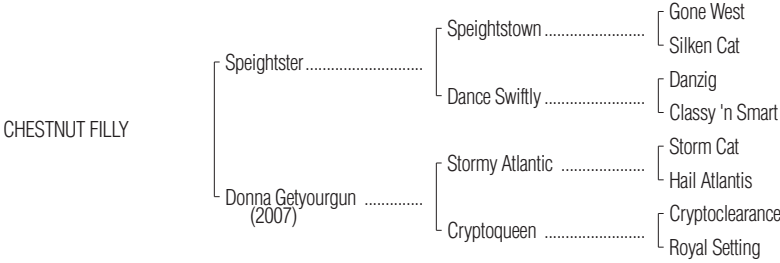 Gone West
Speightstown ........................
Silken Cat
Speightster............................
Danzig
Dance Swiftly ........................
Classy 'n Smart
CHESTNUT FILLY
Storm Cat
Stormy Atlantic ....................
Hail Atlantis
Donna Getyourgun ..............
(2007)
Cryptoclearance
Cryptoqueen ........................
Royal Setting